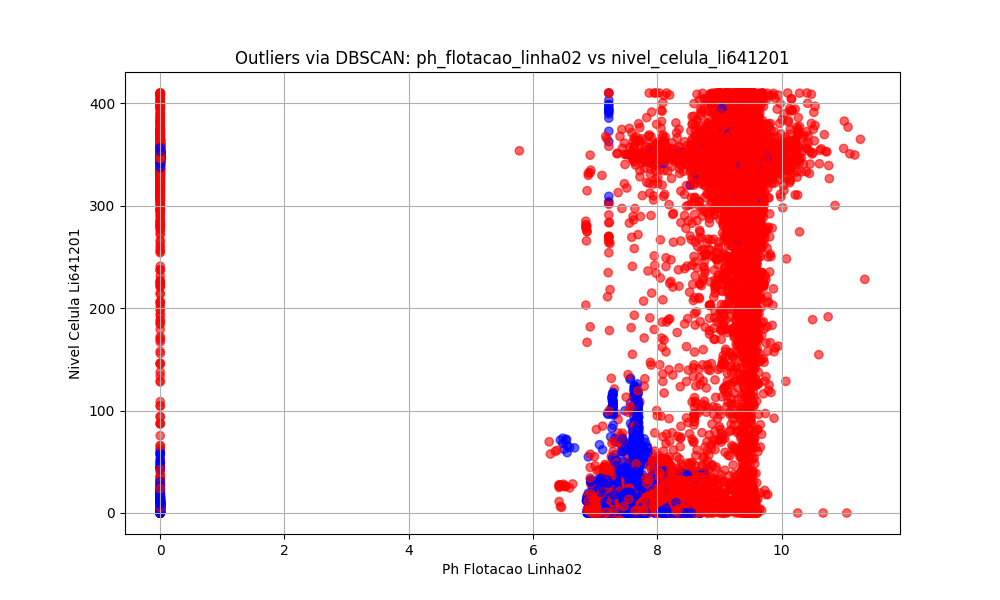 Outliers via DBSCAN: ph_flotacao_linha02 vs nivel_celula_li641201
400
300
200
100
0
Nivel Celula Li641201
0 2 4 6 8 10
Ph Flotacao Linha02